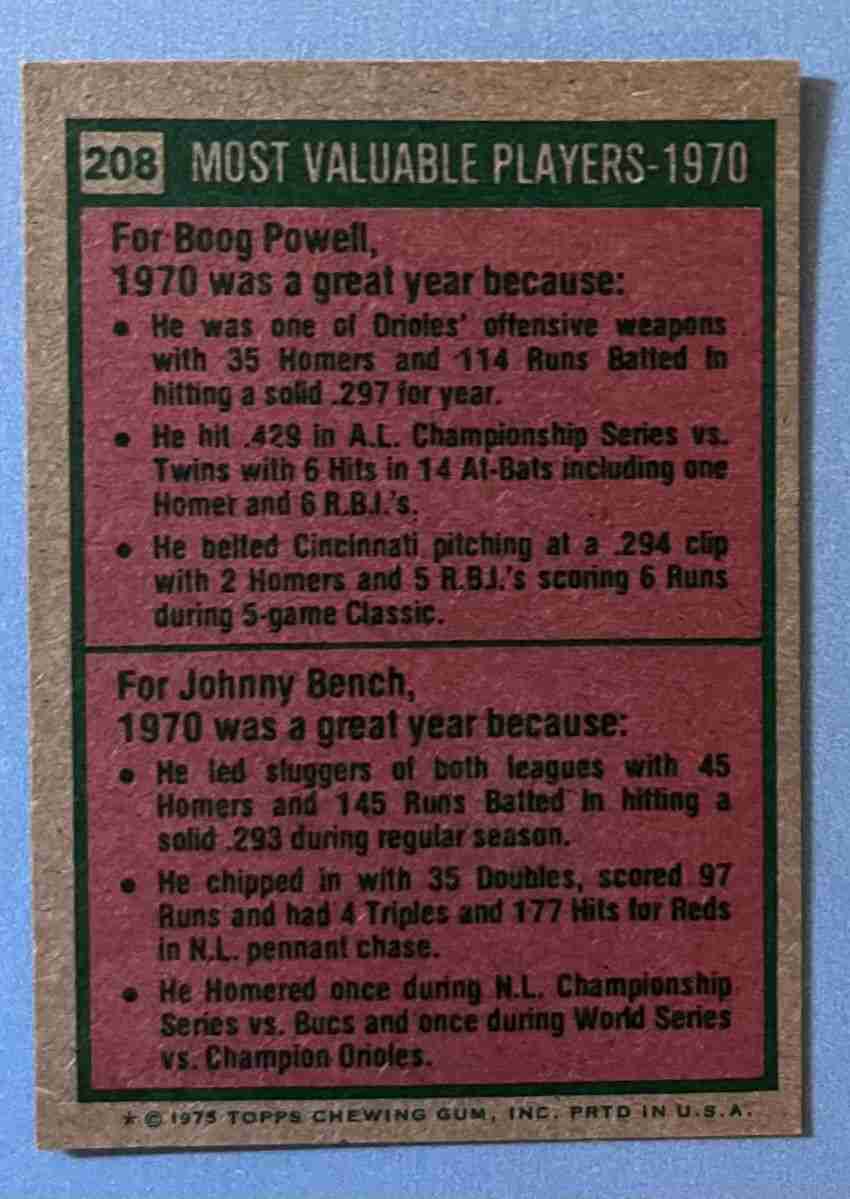 208 MOST VALUABLE PLAYERS-1970
For Boog Powell,
1970 was a great year because:
• He was one of Orioles' offensive weapons
with 35 Homers and 114 Runs Batted In
hitting a solid .297 for year.
• He hit .429 in A.L. Championship Series vs.
Twins with 6 Hits in 14 At-Bats including one
Homer and 6 R.B.I.'s.
• He belted Cincinnati pitching at a .294 clip
with 2 Homers and 5 R.B.I.'s scoring 6 Runs
during 5-game Classic.
For Johnny Bench,
1970 was a great year because:
• He led sluggers of both leagues with 45
Homers and 145 Runs Batted In hitting a
solid .293 during regular season.
• He chipped in with 35 Doubles, scored 97
Runs and had 4 Triples and 177 Hits for Reds
in N.L. pennant chase.
• He Homered once during N.L. Championship
Series vs. Bucs and once during World Series
vs. Champion Orioles.
* © 1975 TOPPS CHEWING GUM, INC. PRTD IN U.S.A.